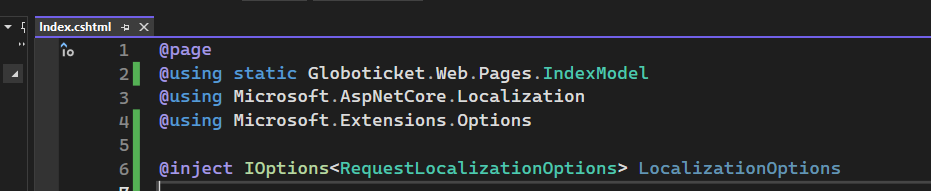 Index.cshtml
1 @page
2 @using static Globoticket.Web.Pages.IndexModel
3 @using Microsoft.AspNetCore.Localization
4 @using Microsoft.Extensions.Options
5
6 @inject IOptions<RequestLocalizationOptions> LocalizationOptions
7